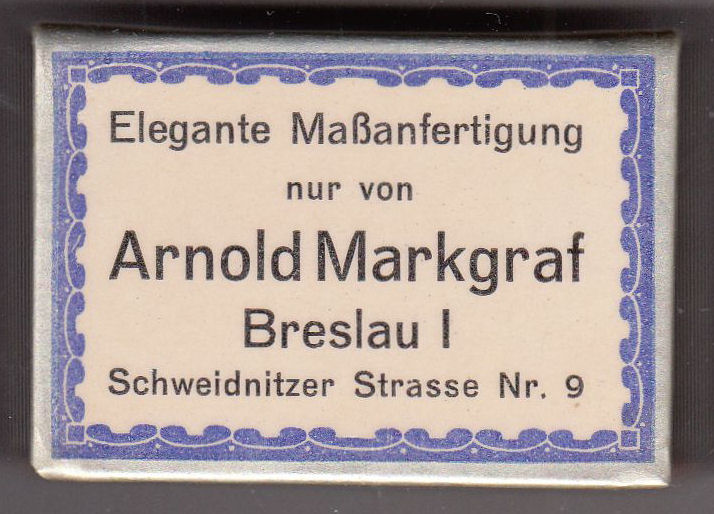 Elegante Maßanfertigung
nur von
Arnold Markgraf
Breslau I
Schweidnitzer Strasse Nr. 9